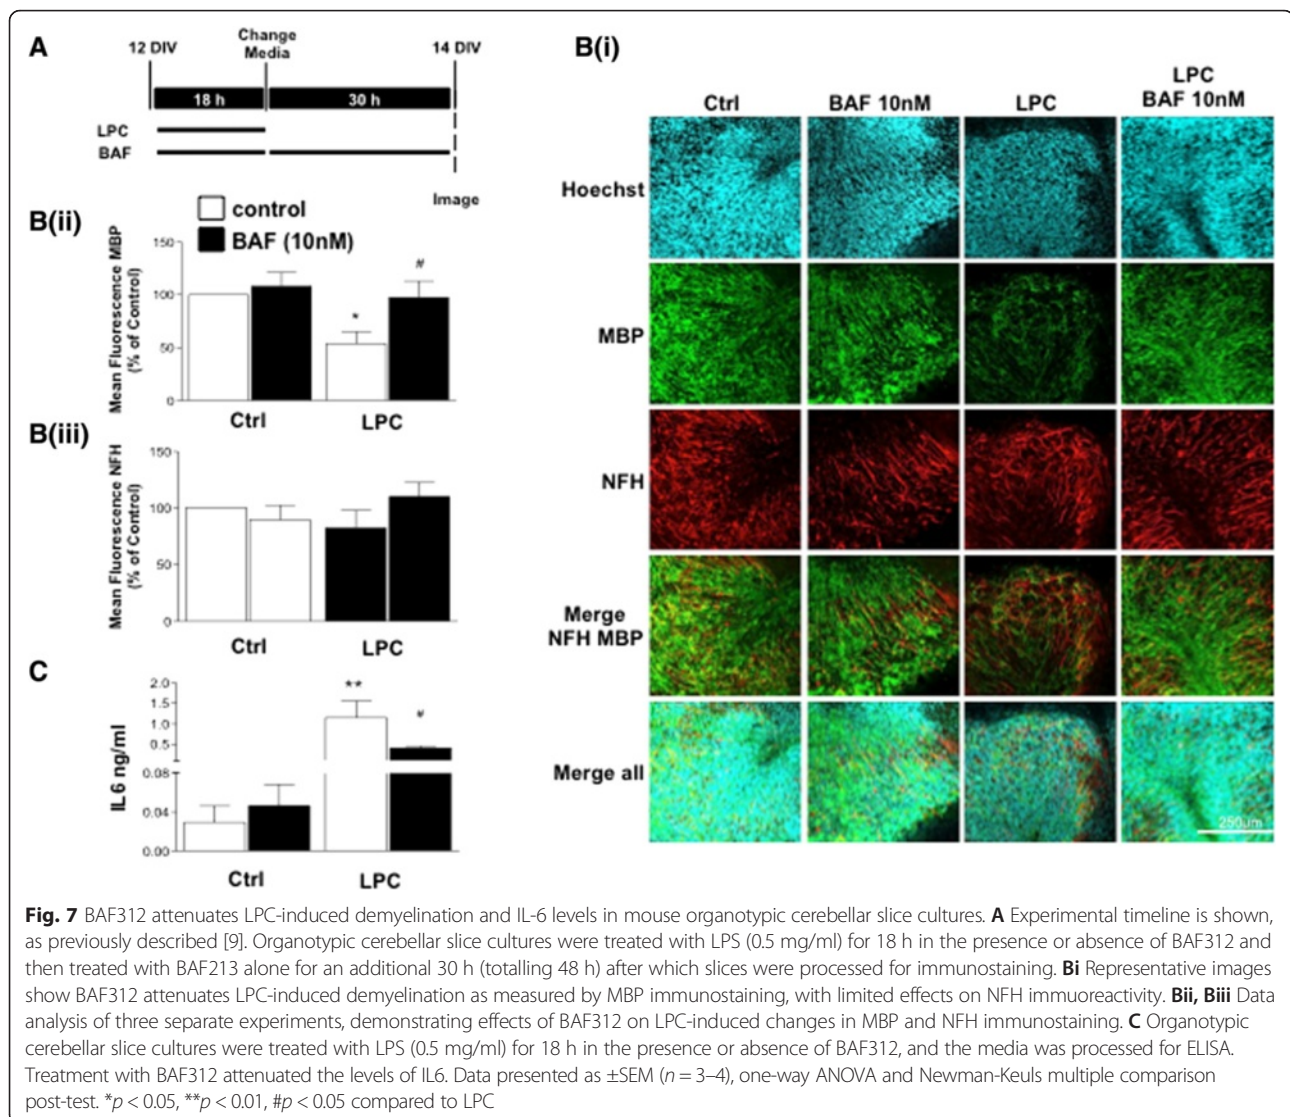 A
12 DIV
Change
Media
14 DIV
18 h
30 h
LPC
BAF
Image
B(ii)
control
BAF (10nM)
Mean Fluorescence MBP
(% of Control)
150
100
50
0
*
#
Ctrl
LPC
B(iii)
Mean Fluorescence NFH
(% of Control)
150
100
50
0
Ctrl
LPC
C
IL6 ng/ml
2.0
1.5
1.0
0.5
0.08
0.04
0.00
**
#
Ctrl
LPC
B(i)
Ctrl
BAF 10nM
LPC
LPC
BAF 10nM
Hoechst
MBP
NFH
Merge
NFH MBP
Merge all
250µm
Fig. 7 BAF312 attenuates LPC-induced demyelination and IL-6 levels in mouse organotypic cerebellar slice cultures. A Experimental timeline is shown,
as previously described [9]. Organotypic cerebellar slice cultures were treated with LPS (0.5 mg/ml) for 18 h in the presence or absence of BAF312 and
then treated with BAF213 alone for an additional 30 h (totalling 48 h) after which slices were processed for immunostaining. Bi Representative images
show BAF312 attenuates LPC-induced demyelination as measured by MBP immunostaining, with limited effects on NFH immuoreactivity. Bii, Biii Data
analysis of three separate experiments, demonstrating effects of BAF312 on LPC-induced changes in MBP and NFH immunostaining. C Organotypic
cerebellar slice cultures were treated with LPS (0.5 mg/ml) for 18 h in the presence or absence of BAF312, and the media was processed for ELISA.
Treatment with BAF312 attenuated the levels of IL6. Data presented as ±SEM (n = 3–4), one-way ANOVA and Newman-Keuls multiple comparison
post-test. *p < 0.05, **p < 0.01, #p < 0.05 compared to LPC